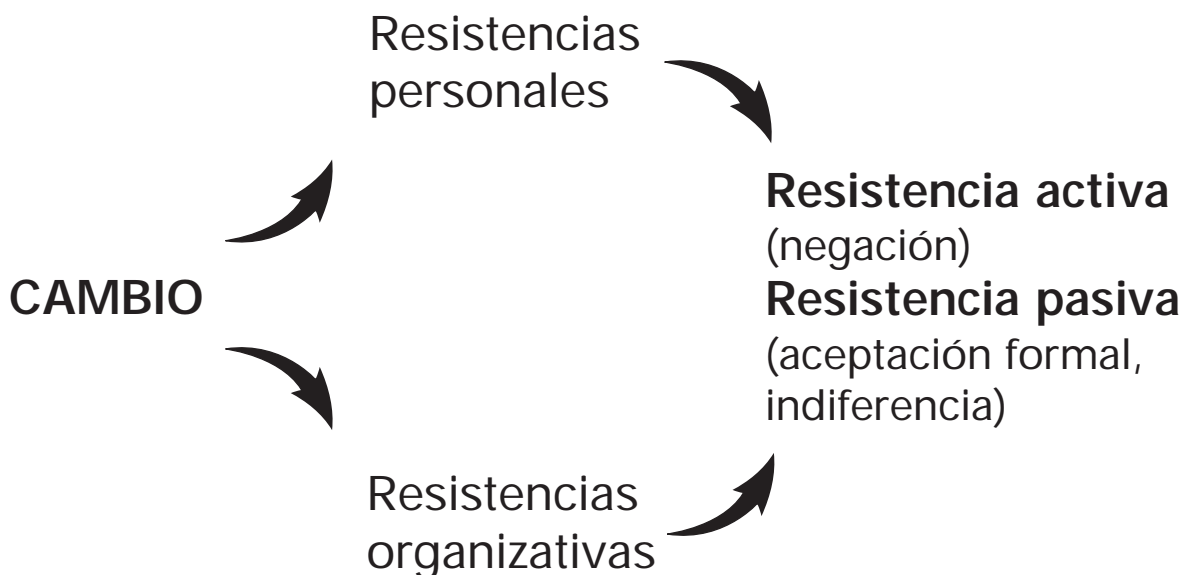 Resistencias
personales
Resistencia activa
(negación)
CAMBIO
Resistencia pasiva
(aceptación formal,
indiferencia)
Resistencias
organizativas